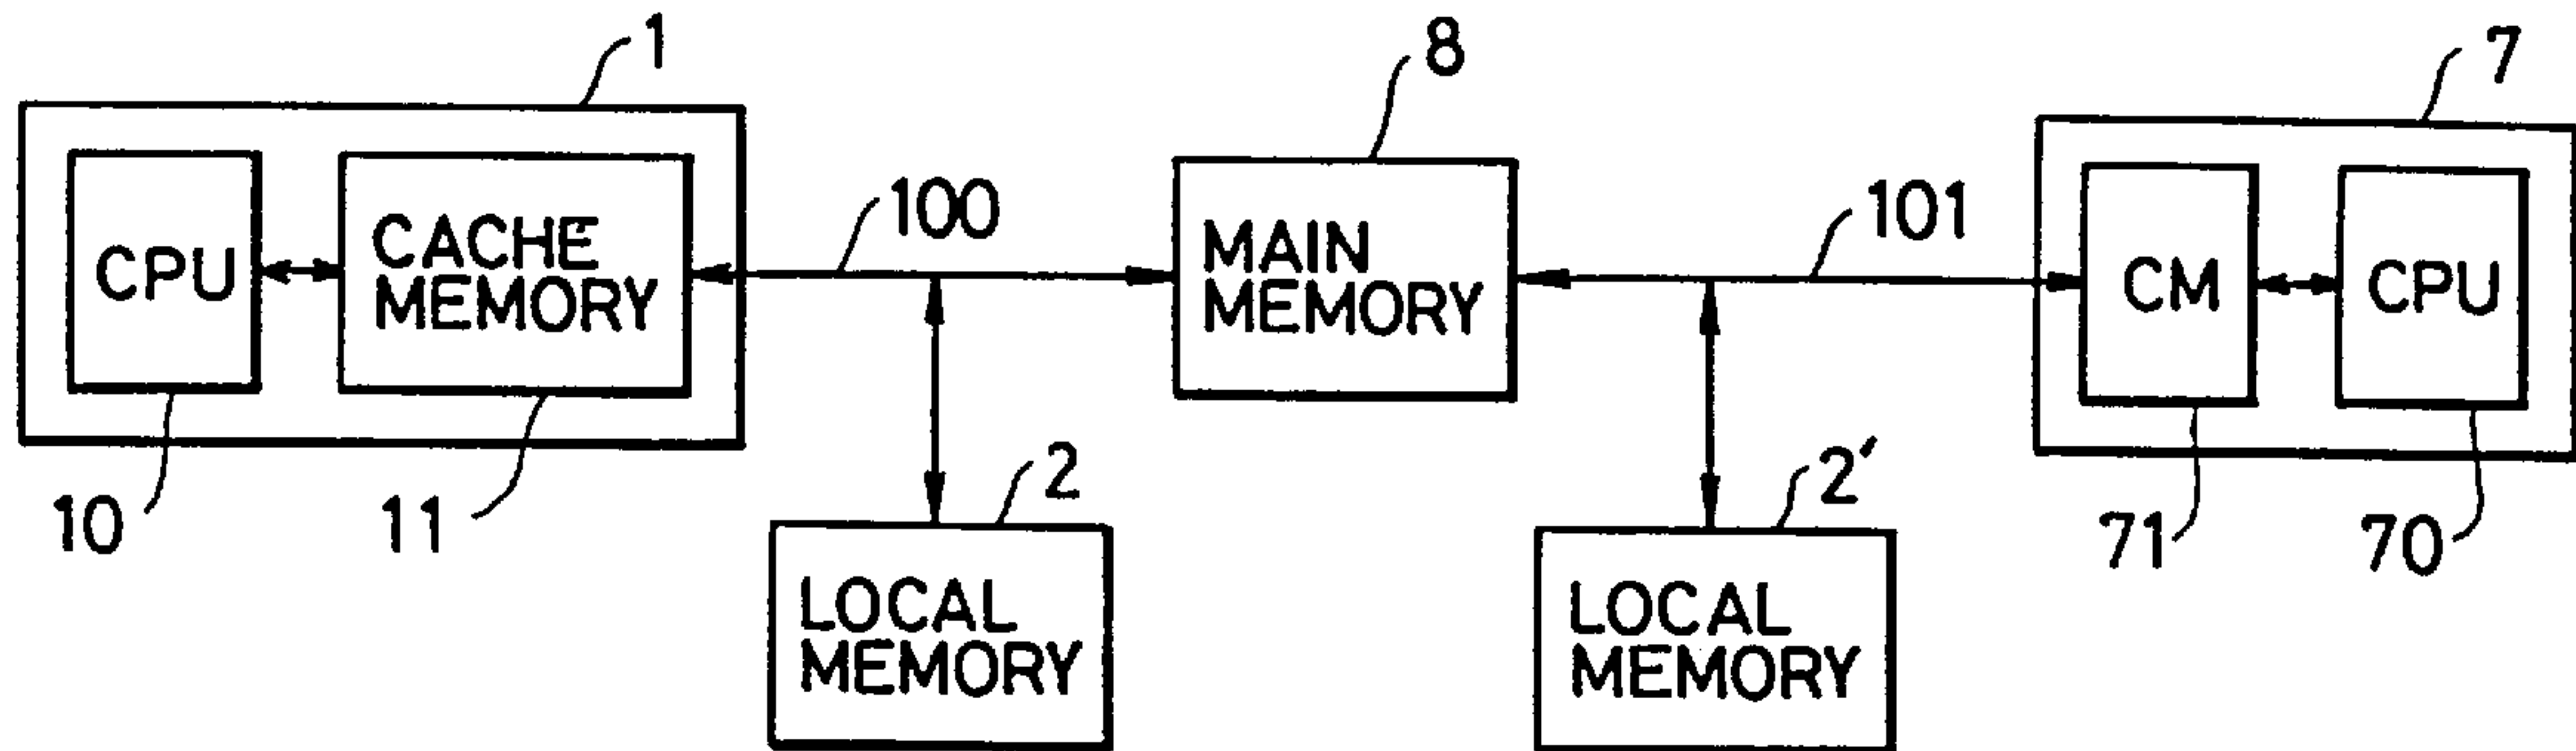 1
8
7
CPU
CACHE
MEMORY
100
MAIN
MEMORY
101
CM
CPU
10
11
2
2'
71
70
LOCAL
MEMORY
LOCAL
MEMORY